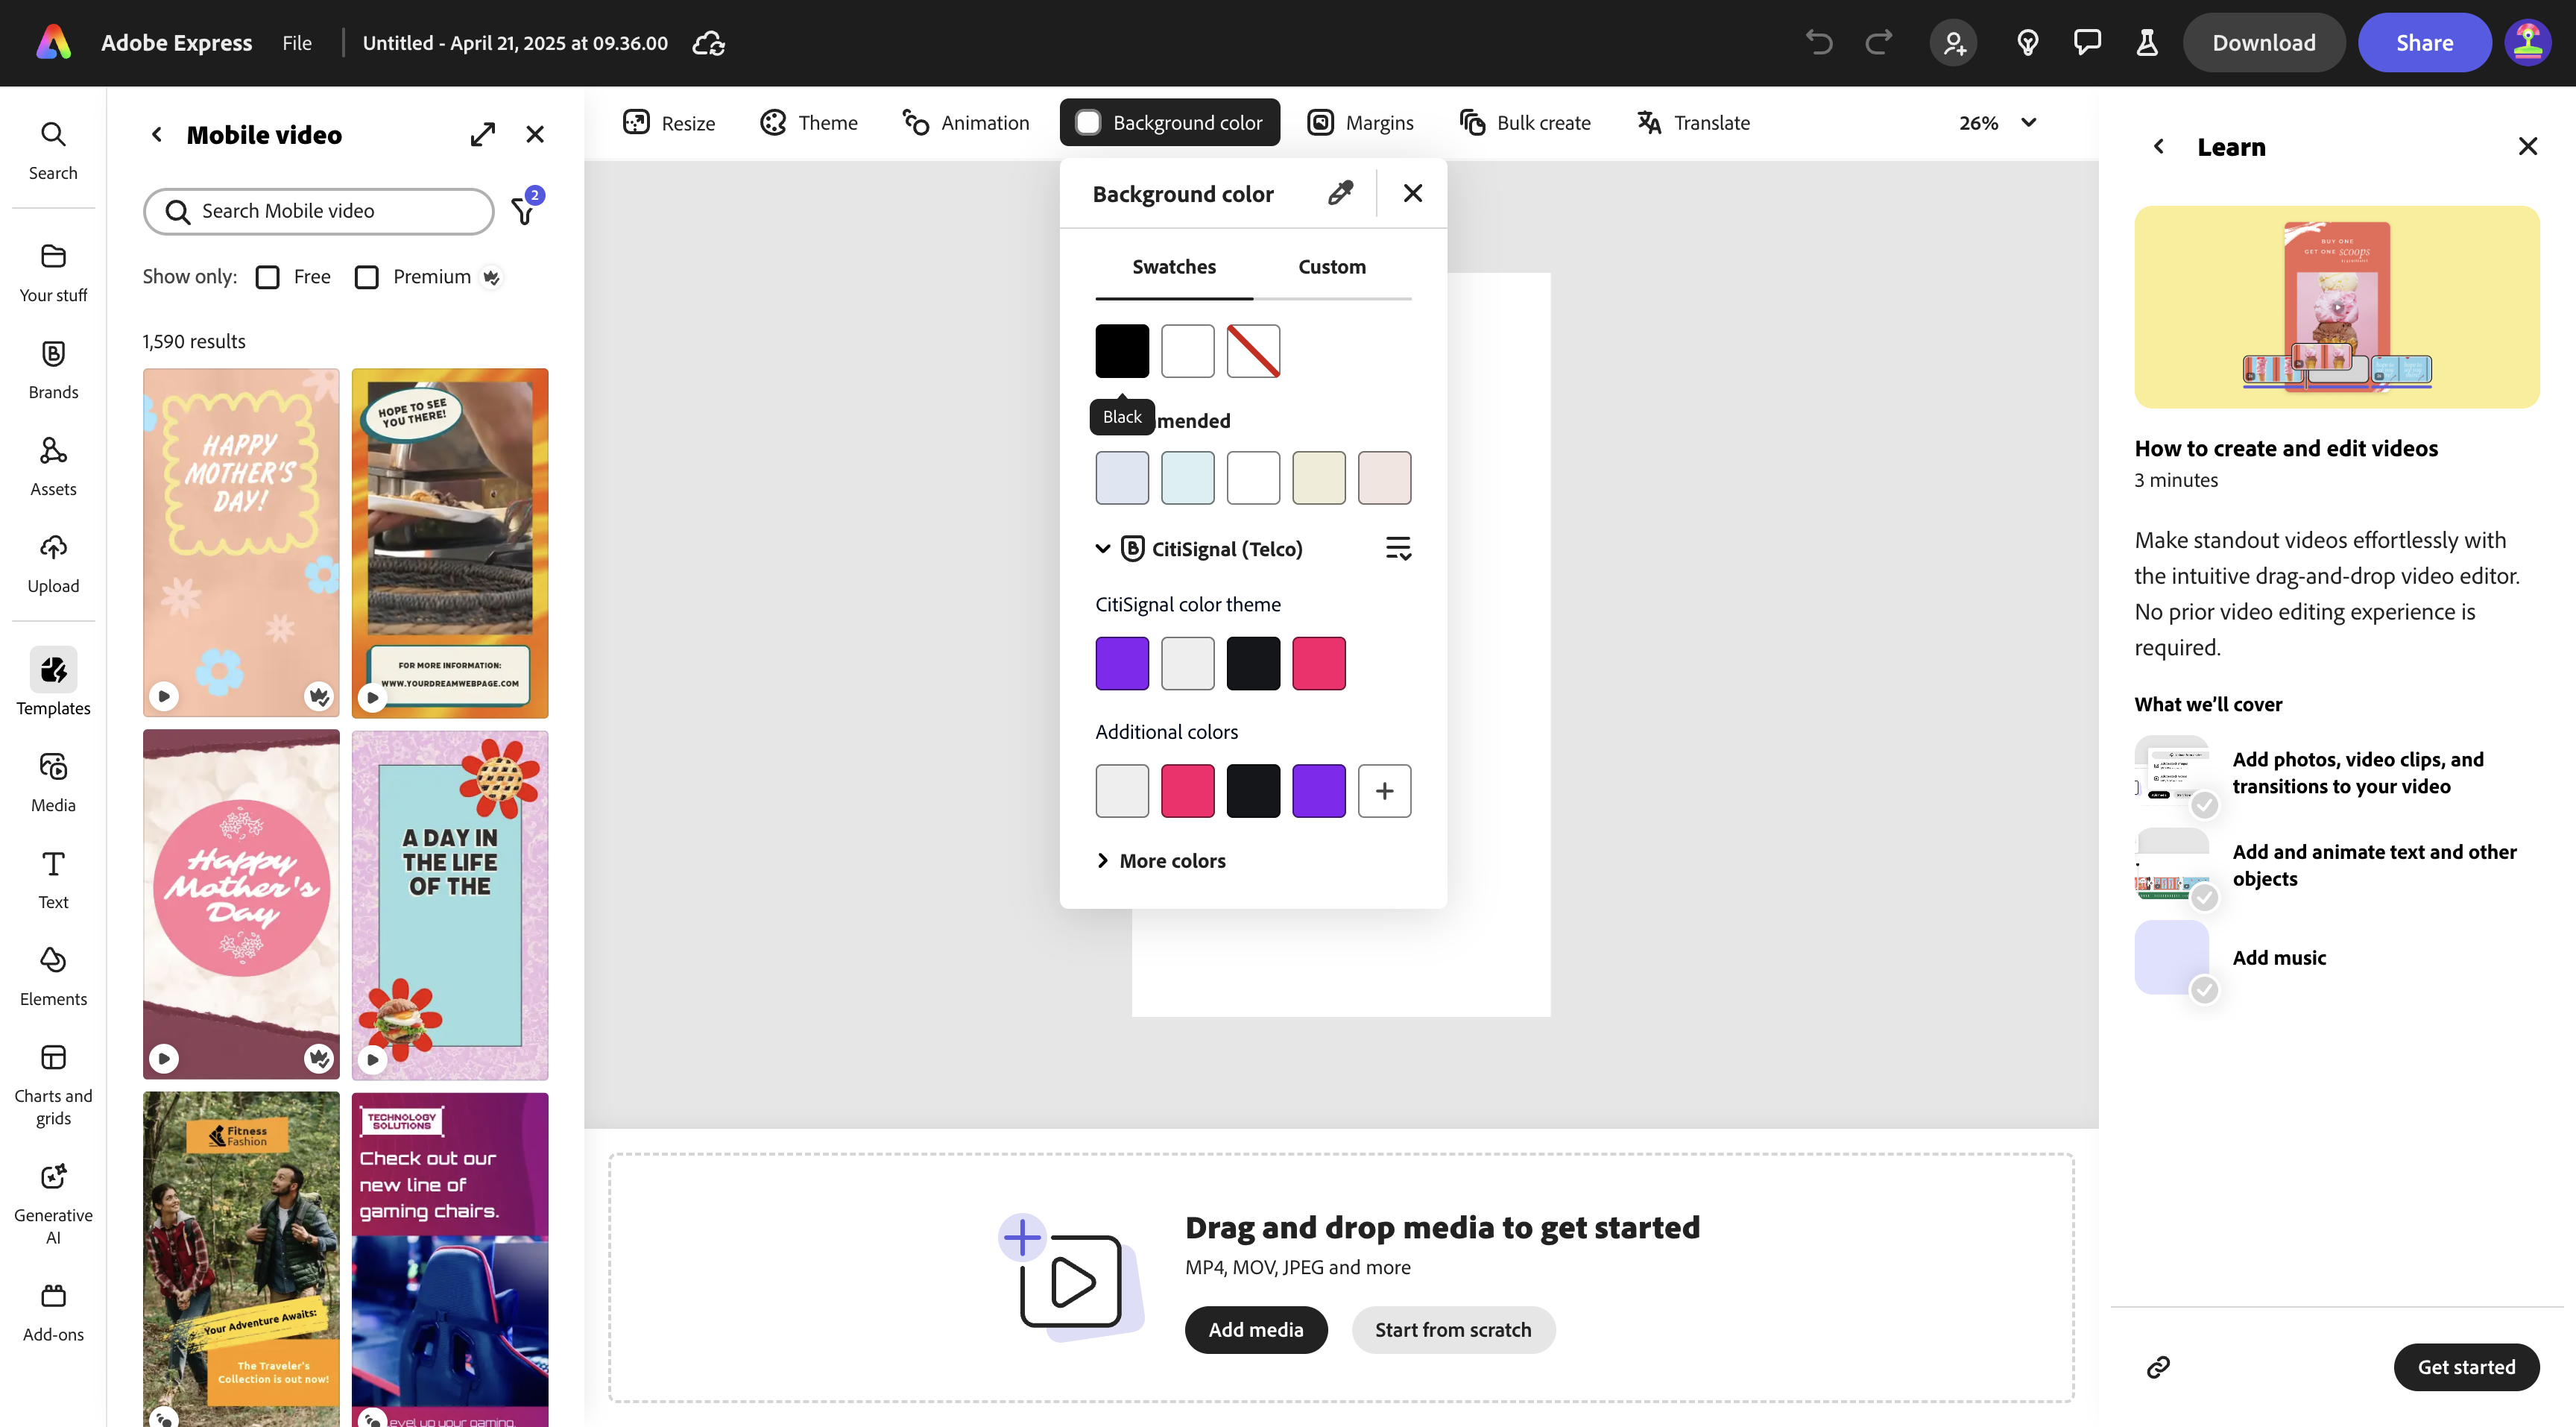 Adobe Express
File
Untitled - April 21, 2025 at 09.36.00
Download
Share
Search
Your stuff
Brands
Assets
Upload
Templates
Media
Text
Elements
Charts and
grids
Generative
AI
Add-ons
Mobile video
Search Mobile video
2
Show only:
Free
Premium
1,590 results
HAPPY
MOTHER'S
DAY!
HOPE TO SEE
YOU THERE!
FOR MORE INFORMATION:
WWW.YOURDREAMWEBPAGE.COM
Happy
Mother's
Day
A DAY IN
THE LIFE
OF THE
Fitness
Fashion
Your Adventure Awaits:
The Traveler's
Collection is out now!
TECHNOLOGY
SOLUTIONS
Check out our
new line of
gaming chairs.
evel up your gaming
Resize
Theme
Animation
Background color
Margins
Bulk create
Translate
26%
Background color
Swatches
Custom
Black
mended
CitiSignal (Telco)
CitiSignal color theme
Additional colors
More colors
Drag and drop media to get started
MP4, MOV, JPEG and more
Add media
Start from scratch
Learn
BUY ONE
GET ONE scoops
How to create and edit videos
3 minutes
Make standout videos effortlessly with
the intuitive drag-and-drop video editor.
No prior video editing experience is
required.
What we'll cover
Add photos, video clips, and
transitions to your video
Add and animate text and other
objects
Add music
Get started